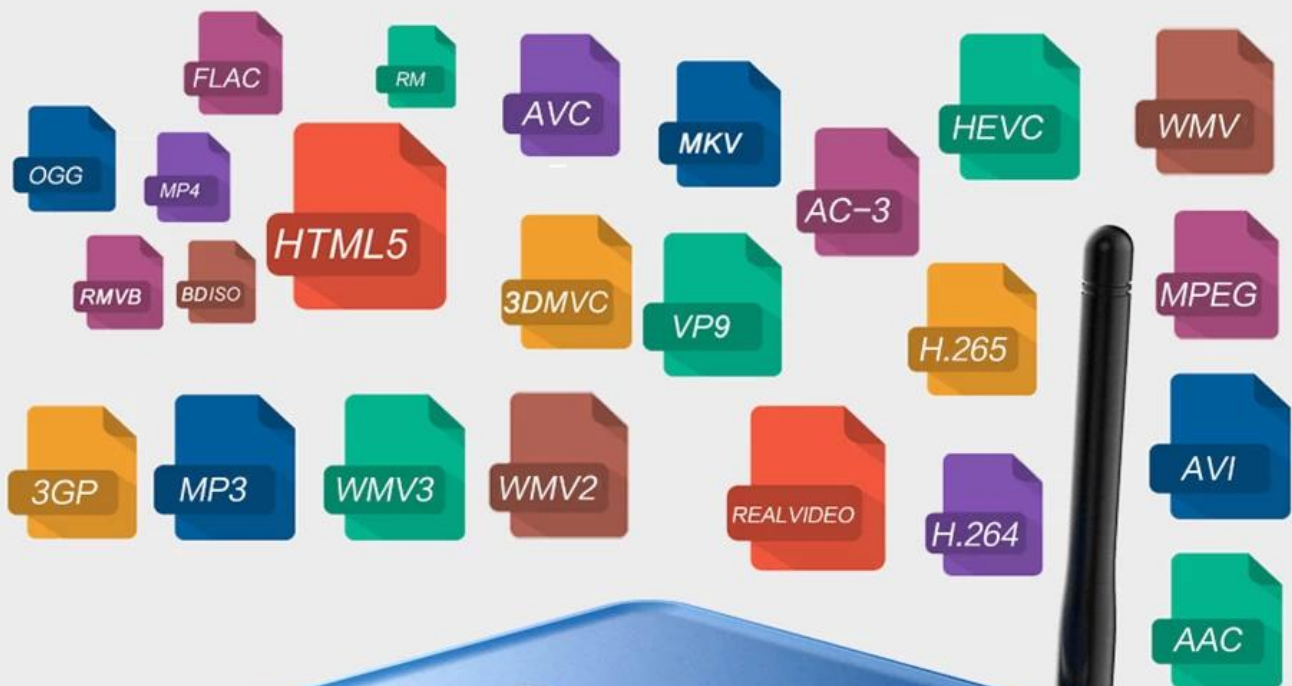 FLAC
RM
AVC
MKV
HEVC
WMV
OGG
MP4
HTML5
AC-3
RMVB
BDISO
3DMVC
VP9
H.265
MPEG
3GP
MP3
WMV3
WMV2
REALVIDEO
H.264
AVI
AAC